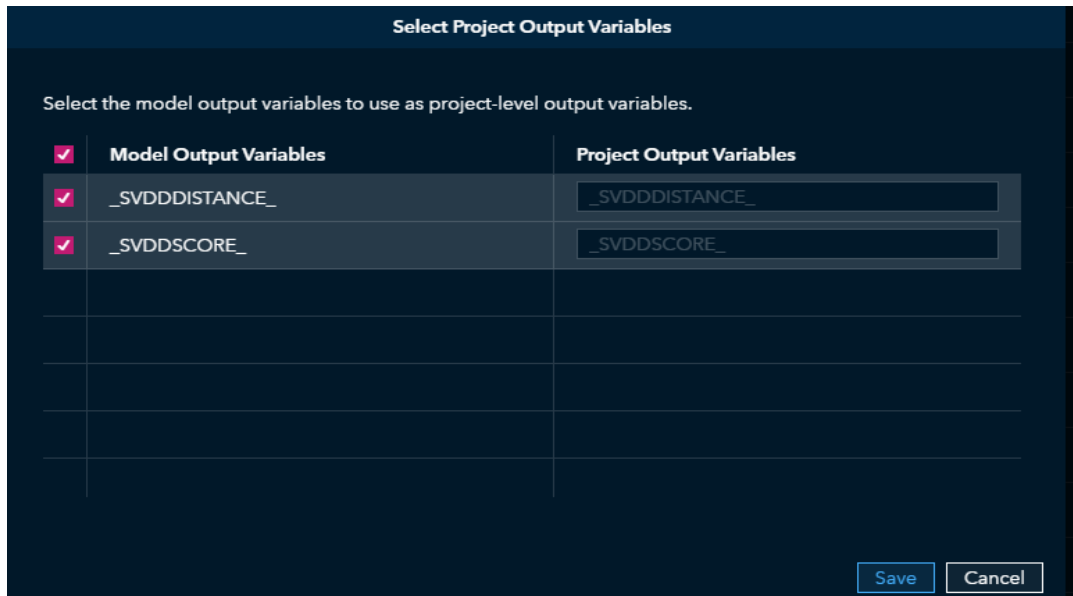 Select Project Output Variables
Select the model output variables to use as project-level output variables.
Model Output Variables Project Output Variables
_SVDDDISTANCE_ _SVDDDISTANCE_
_SVDDSCORE_ _SVDDSCORE_
Save Cancel